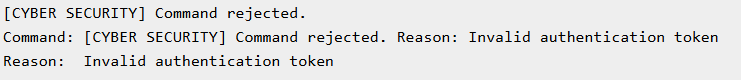 [CYBER SECURITY] Command rejected.
Command: [CYBER SECURITY] Command rejected. Reason: Invalid authentication token
Reason:  Invalid authentication token